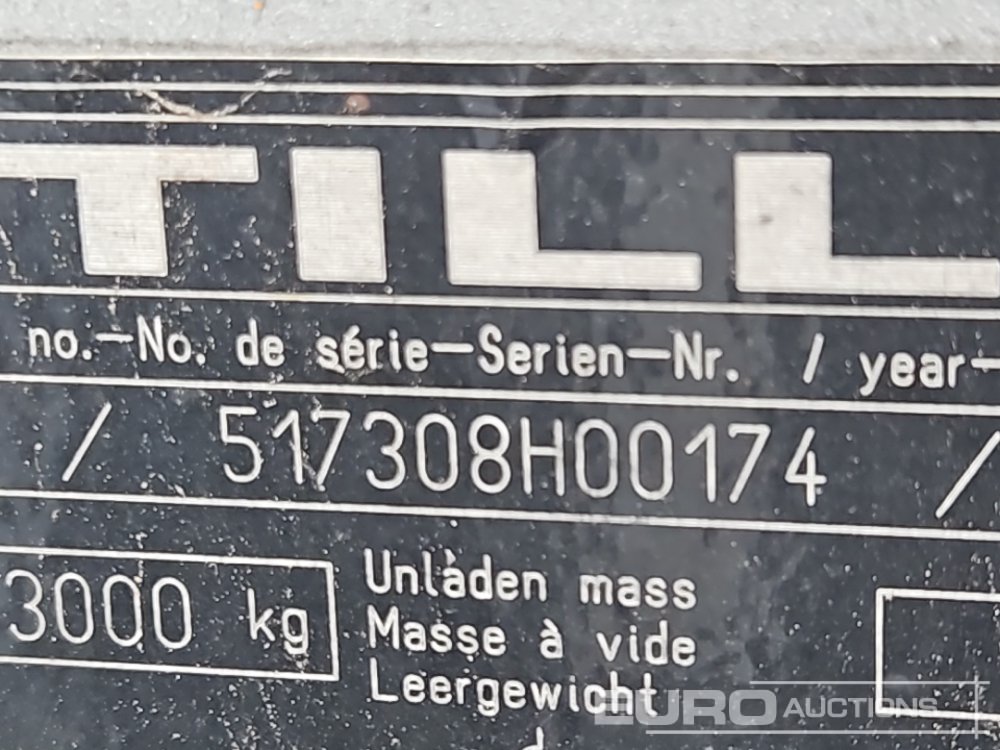 TILL
no.–No. de série–Serien–Nr. / year–
/ 517308H00174 /
3000 kg
Unladen mass
Masse à vide
Leergewicht
EURO AUCTIONS